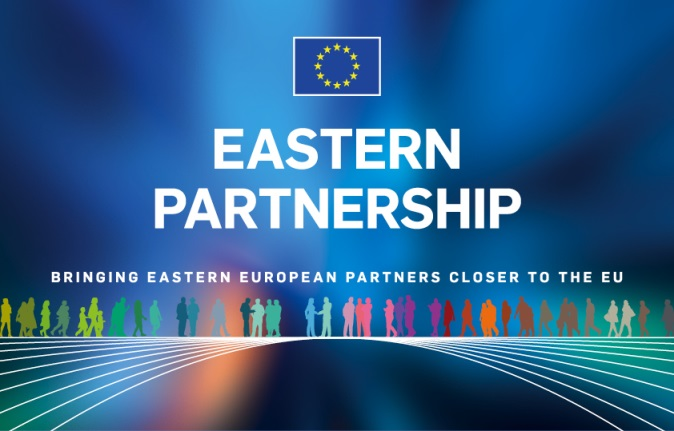 EASTERN
PARTNERSHIP
BRINGING EASTERN EUROPEAN PARTNERS CLOSER TO THE EU